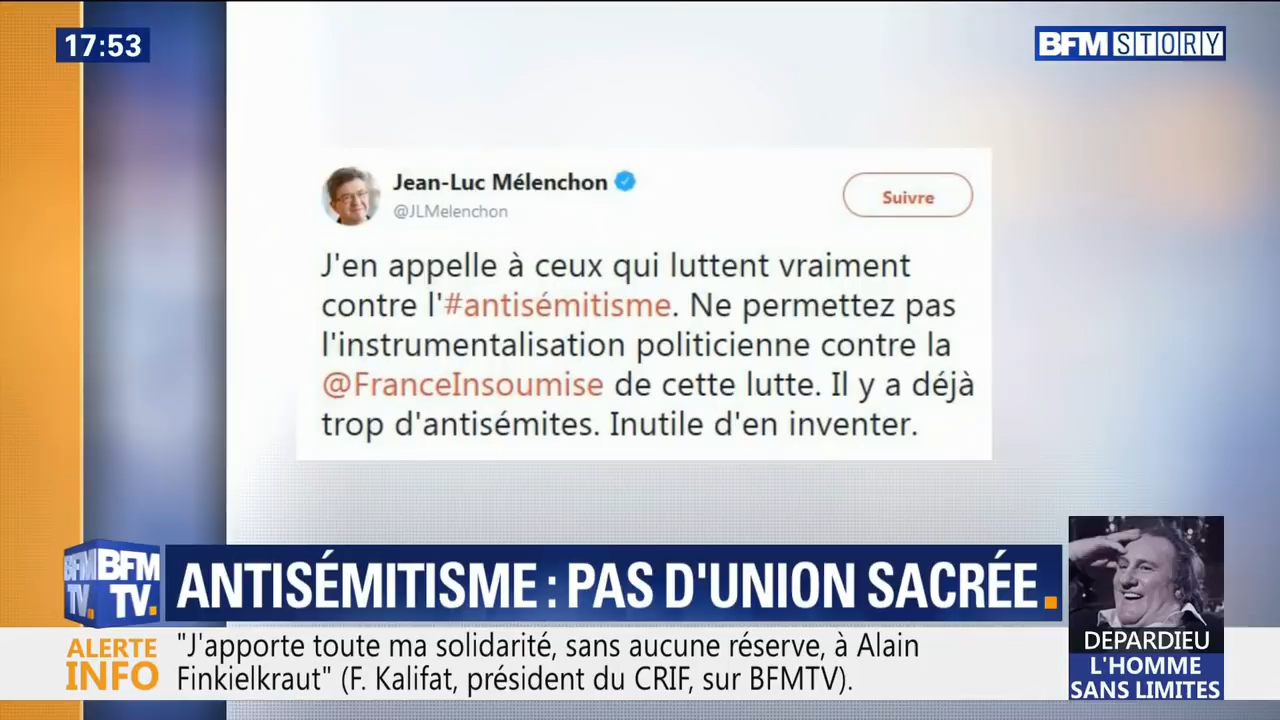 17:53
BFM STORY
Jean-Luc Mélenchon
@JLMelenchon
Suivre
J'en appelle à ceux qui luttent vraiment
contre l'#antisémitisme. Ne permettez pas
l'instrumentalisation politicienne contre la
@FranceInsoumise de cette lutte. Il y a déjà
trop d'antisémites. Inutile d'en inventer.
BFM BFM
TV. TV.
ANTISÉMITISME : PAS D'UNION SACRÉE.
ALERTE
INFO
"J'apporte toute ma solidarité, sans aucune réserve, à Alain
Finkielkraut" (F. Kalifat, président du CRIF, sur BFMTV).
DEPARDIEU
L'HOMME
SANS LIMITES